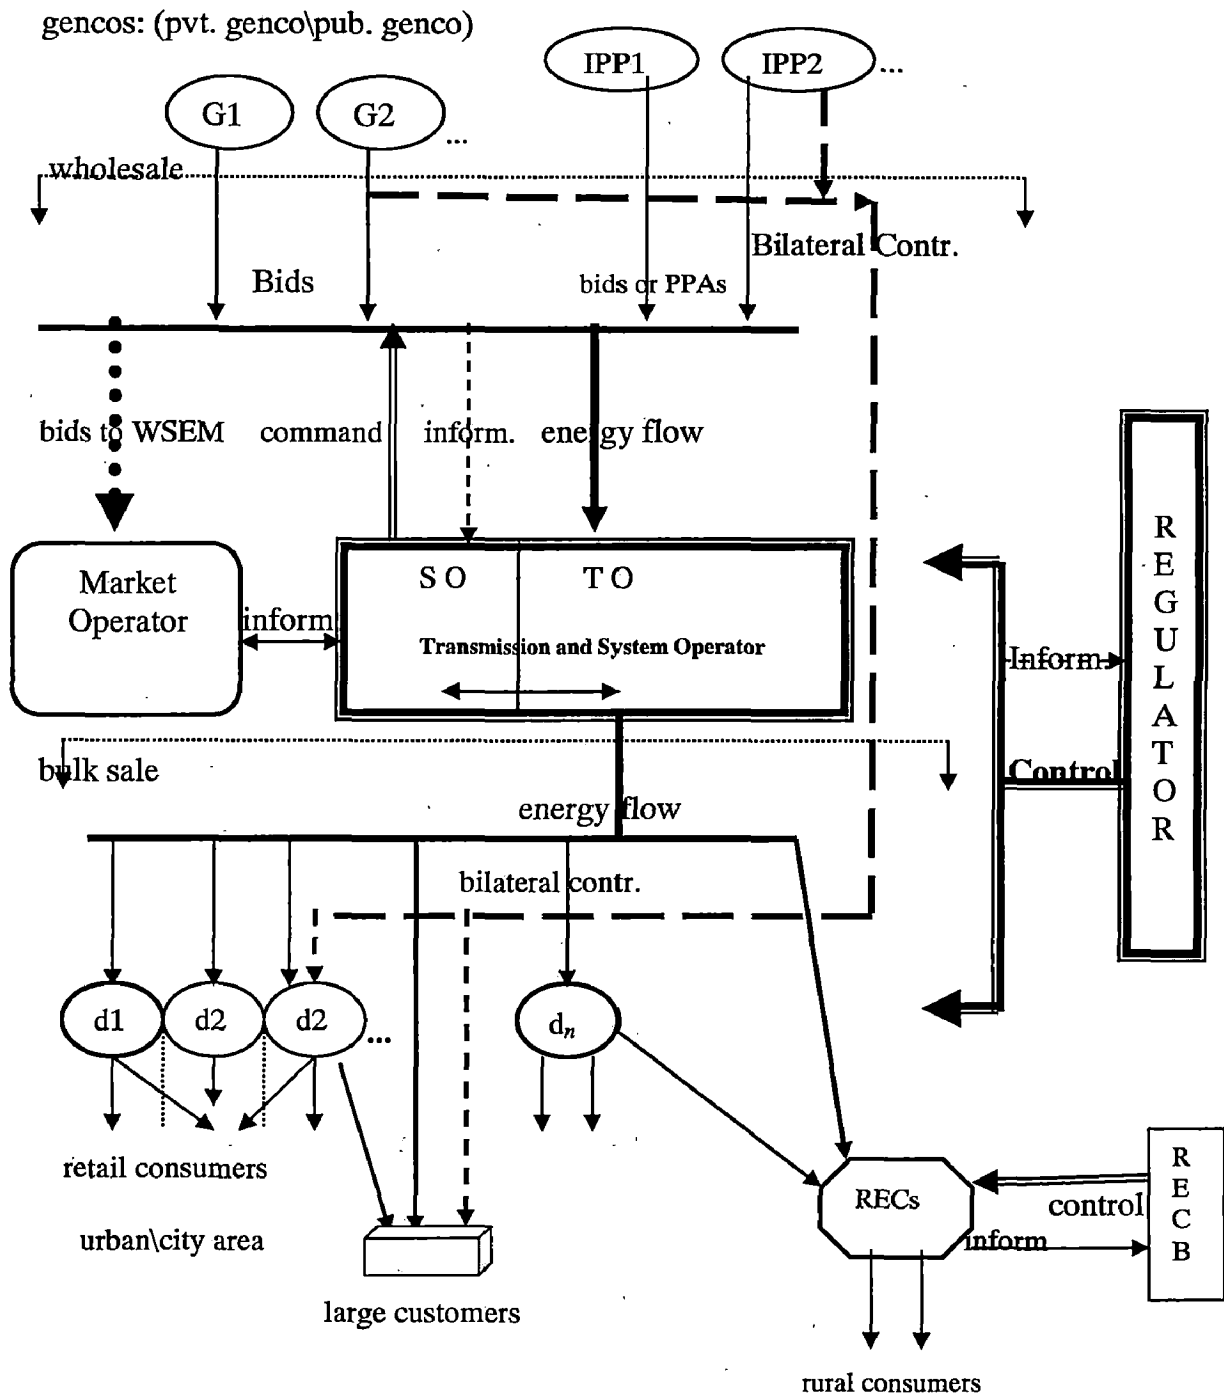 gencos: (pvt. genco\pub. genco)
IPP1
IPP2
...
G1
G2
...
wholesale
Bilateral Contr.
Bids
bids or PPAs
bids to WSEM
command
inform.
energy flow
Market
Operator
inform
S O
T O
Transmission and System Operator
REGULATOR
Inform.
Control
bulk sale
energy flow
bilateral contr.
d1
d2
d2
...
dn
retail consumers
urban\city area
large customers
RECs
control
inform
RECB
rural consumers